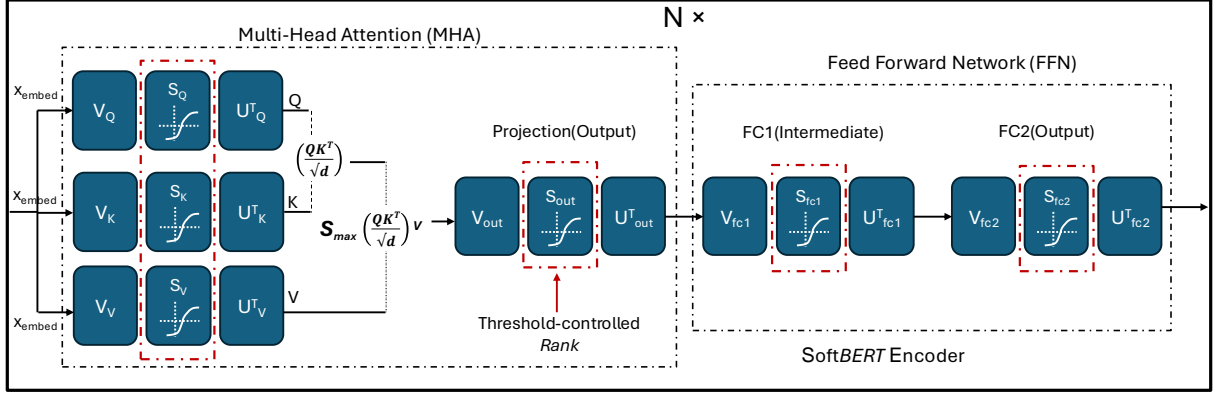 N ×
Multi-Head Attention (MHA)
Feed Forward Network (FFN)
x_embed
V_Q
S_Q
U^T_Q
Q
(QK^T/√d)
x_embed
V_K
S_K
U^T_K
K
V_V
S_V
U^T_V
V
x_embed
S_max (QK^T/√d) V
Projection(Output)
V_out
S_out
U^T_out
Threshold-controlled
Rank
FC1(Intermediate)
V_fc1
S_fc1
U^T_fc1
FC2(Output)
V_fc2
S_fc2
U^T_fc2
SoftBERT Encoder